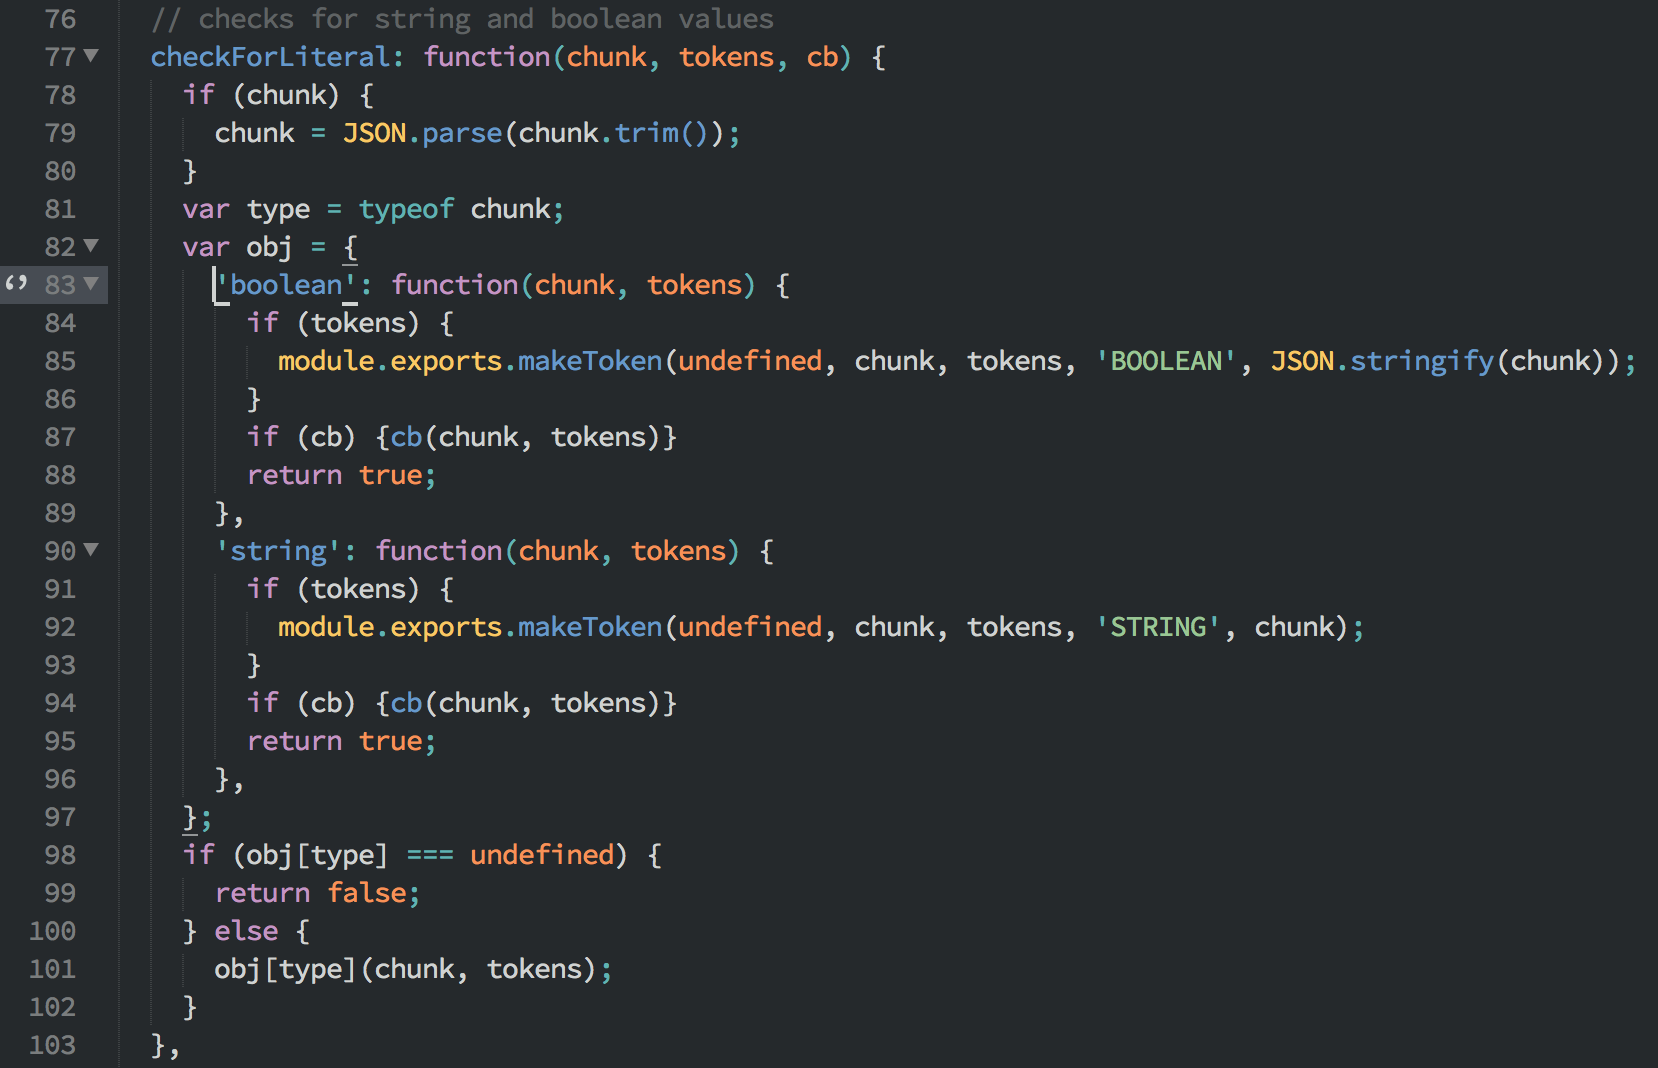 76 // checks for string and boolean values
77 checkForLiteral: function(chunk, tokens, cb) {
78 if (chunk) {
79 chunk = JSON.parse(chunk.trim());
80 }
81 var type = typeof chunk;
82 var obj = {
83 'boolean': function(chunk, tokens) {
84 if (tokens) {
85 module.exports.makeToken(undefined, chunk, tokens, 'BOOLEAN', JSON.stringify(chunk));
86 }
87 if (cb) {cb(chunk, tokens)}
88 return true;
89 },
90 'string': function(chunk, tokens) {
91 if (tokens) {
92 module.exports.makeToken(undefined, chunk, tokens, 'STRING', chunk);
93 }
94 if (cb) {cb(chunk, tokens)}
95 return true;
96 },
97 };
98 if (obj[type] === undefined) {
99 return false;
100 } else {
101 obj[type](chunk, tokens);
102 }
103 },